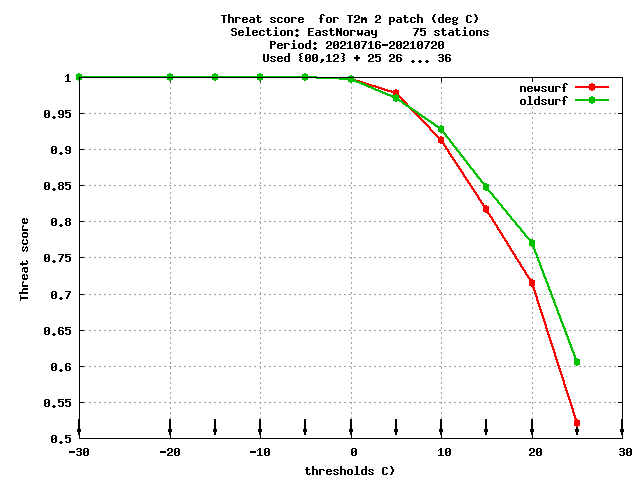 Threat score  for T2m 2 patch (deg C)
Selection: EastNorway     75 stations
Period: 20210716-20210720
Used {00,12} + 25 26 ... 36
newsurf
oldsurf
1
0.95
0.9
0.85
0.8
0.75
0.7
0.65
0.6
0.55
0.5
Threat score
-30 -20 -10 0 10 20 30
thresholds C)